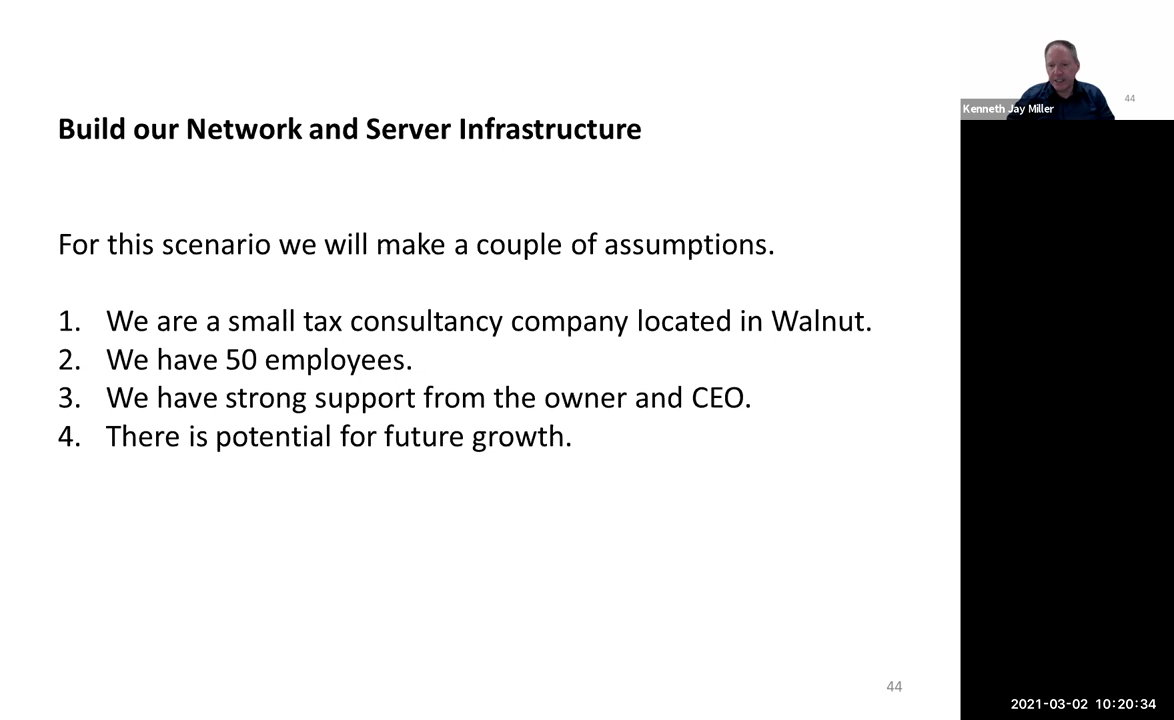 Build our Network and Server Infrastructure
For this scenario we will make a couple of assumptions.
1. We are a small tax consultancy company located in Walnut.
2. We have 50 employees.
3. We have strong support from the owner and CEO.
4. There is potential for future growth.
44
Kenneth Jay Miller
44
2021-03-02 10:20:34